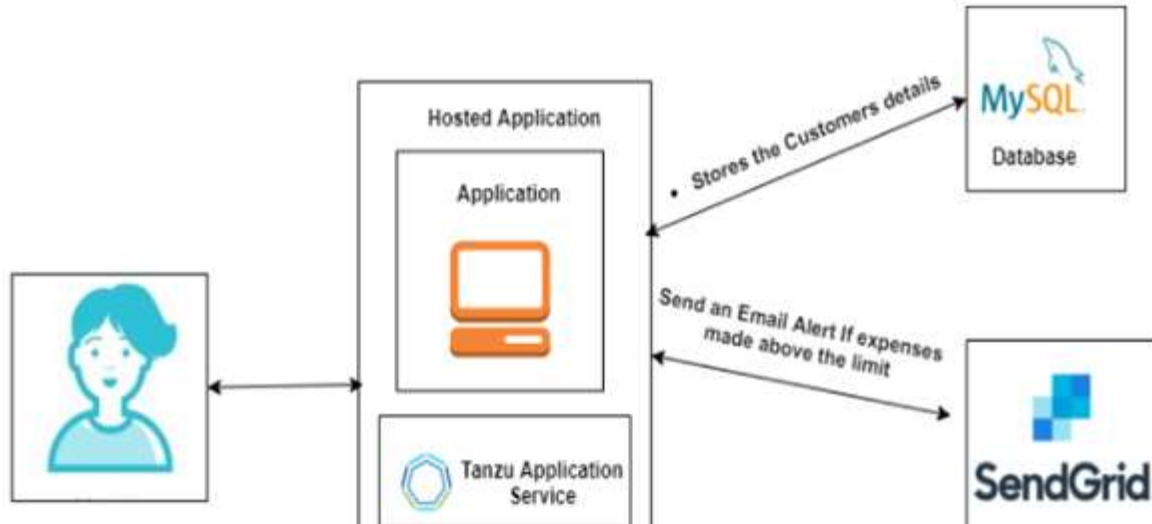 Hosted Application
Application
Tanzu Application
Service
• Stores the Customers details
Send an Email Alert If expenses
made above the limit
MySQL
Database
SendGrid